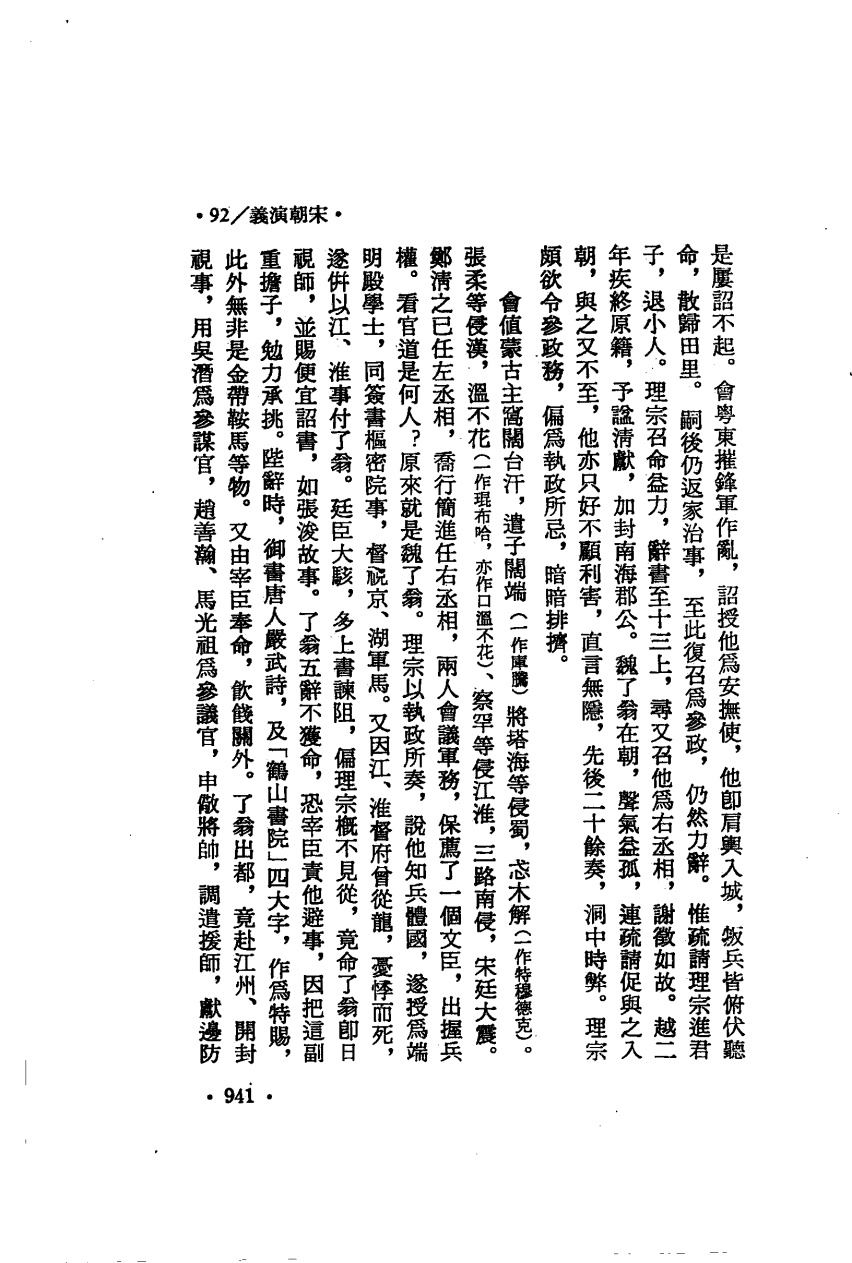 ·92/義演朝宋·
是屢詔不起。會粵東摧鋒軍作亂，詔授他爲安撫使，他卽肩輿入城，叛兵皆俯伏聽
命，散歸田里。嗣後仍返家治事，至此復召爲參政，仍然力辭。惟疏請理宗進君
子，退小人。理宗召命益力，辭書至十三上，尋又召他爲右丞相，謝徵如故。越二
年疾終原籍，予諡清獻，加封南海郡公。魏了翁在朝，聲氣益孤，連疏請促與之入
朝，與之又不至，他亦只好不顧利害，直言無隱，先後二十餘奏，洞中時弊。理宗
頗欲令參政務，偏爲執政所忌，暗暗排擠。
會值蒙古主窩闊台汗，遣子闊端（一作庫騰）將塔海等侵蜀，忒木解（一作特穆德克）。
張柔等侵漢，溫不花（一作琨布哈，亦作口溫不花）、察罕等侵江淮，三路南侵，宋廷大震。
鄭清之已任左丞相，喬行簡進任右丞相，兩人會議軍務，保薦了一個文臣，出握兵
權。看官道是何人？原來就是魏了翁。理宗以執政所奏，說他知兵體國，遂授爲端
明殿學士，同簽書樞密院事，督視京、湖軍馬。又因江、淮督府曾從龍，憂悸而死，
遂併以江、淮事付了翁。廷臣大駭，多上書諫阻，偏理宗概不見從，竟命了翁卽日
視師，並賜便宜詔書，如張浚故事。了翁五辭不獲命，恐宰臣責他避事，因把這副
重擔子，勉力承挑。陛辭時，御書唐人嚴武詩，及「鶴山書院」四大字，作爲特賜，
此外無非是金帶鞍馬等物。又由宰臣奉命，飲餞關外。了翁出都，竟赴江州、開封
視事，用吳潛爲參謀官，趙善瀚、馬光祖爲參議官，申儆將帥，調遣援師，獻邊防
·941·